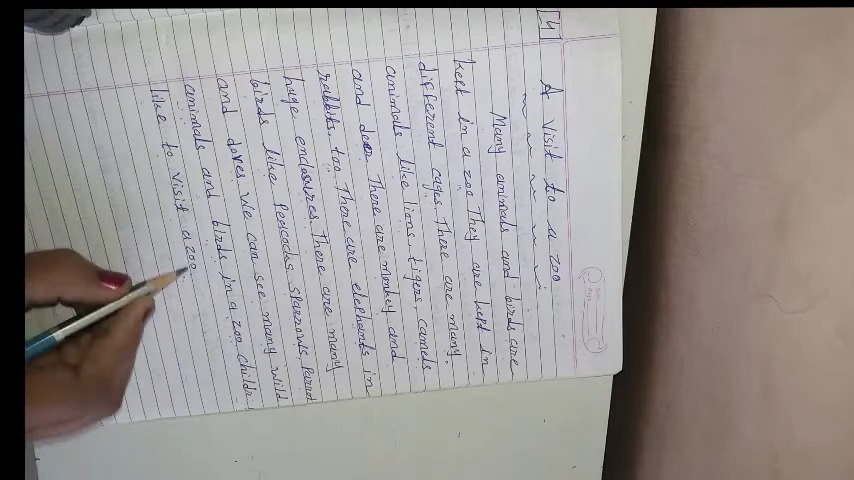 4
A visit to a zoo
Many animals and birds are
kept in a zoo They are kept in
different cages. There are many.
animals like lions, tigers, camels
and deer There are monkey and
rabbits. too There are elephants in
huge enclosures. There are many
birds like Peacocks, sparrows, Parrot
and doves We can see many wild
animals and birds in a zoo. Childr
like to visit a zoo.